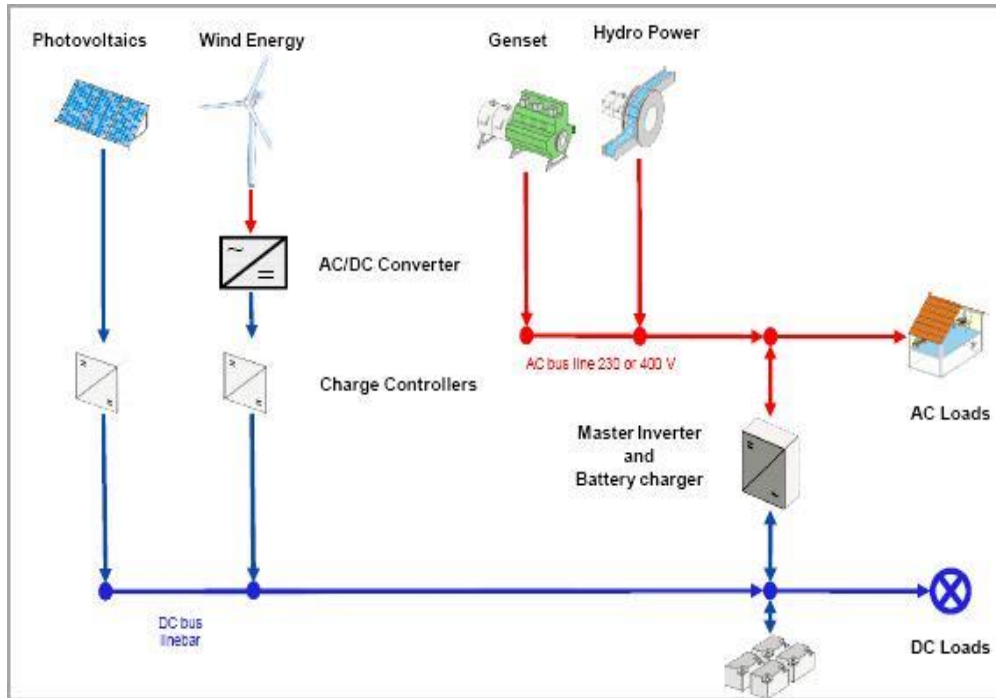 Photovoltaics
Wind Energy
Genset
Hydro Power
AC/DC Converter
AC bus line 230 or 400 V
Charge Controllers
AC Loads
Master Inverter
and
Battery charger
DC bus
linebar
DC Loads